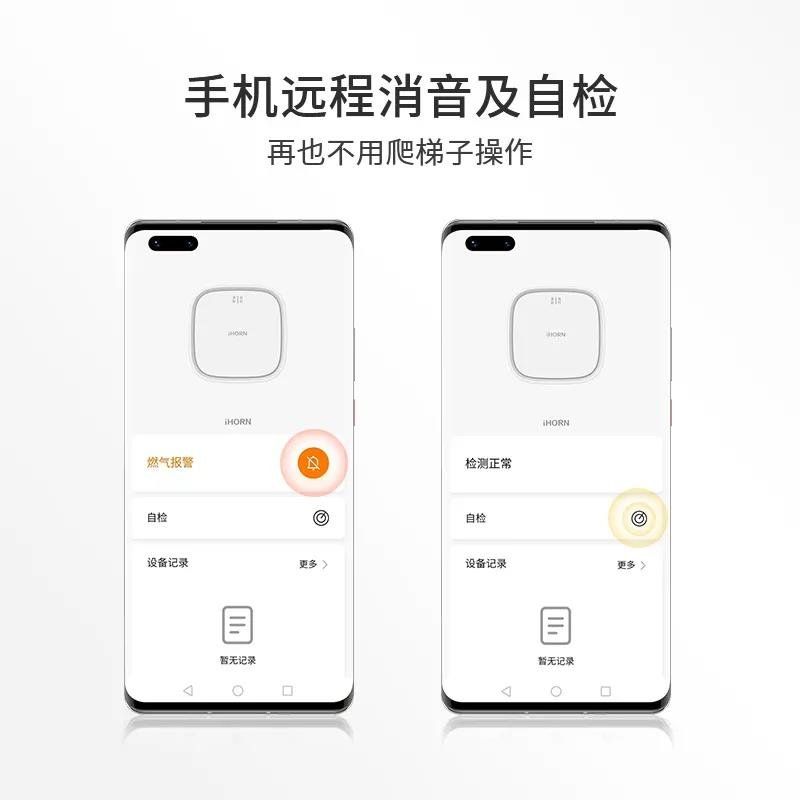 手机远程消音及自检
再也不用爬梯子操作
iHORN
iHORN
燃气报警
自检
设备记录
更多
暂无记录
iHORN
iHORN
检测正常
自检
设备记录
更多
暂无记录